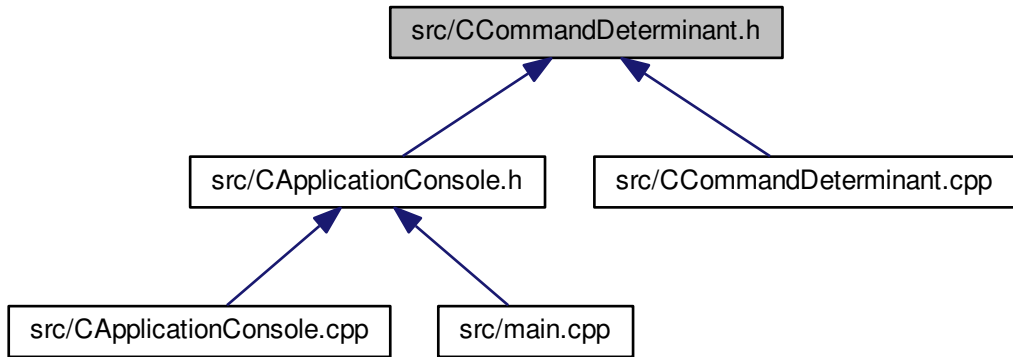 src/CCommandDeterminant.h
src/CApplicationConsole.h
src/CCommandDeterminant.cpp
src/CApplicationConsole.cpp
src/main.cpp